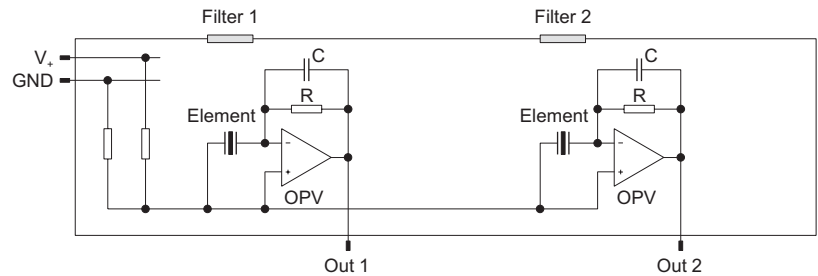 Filter 1
Filter 2
V+
GND
C
C
R
R
Element
Element
−
−
+
+
OPV
OPV
Out 1
Out 2